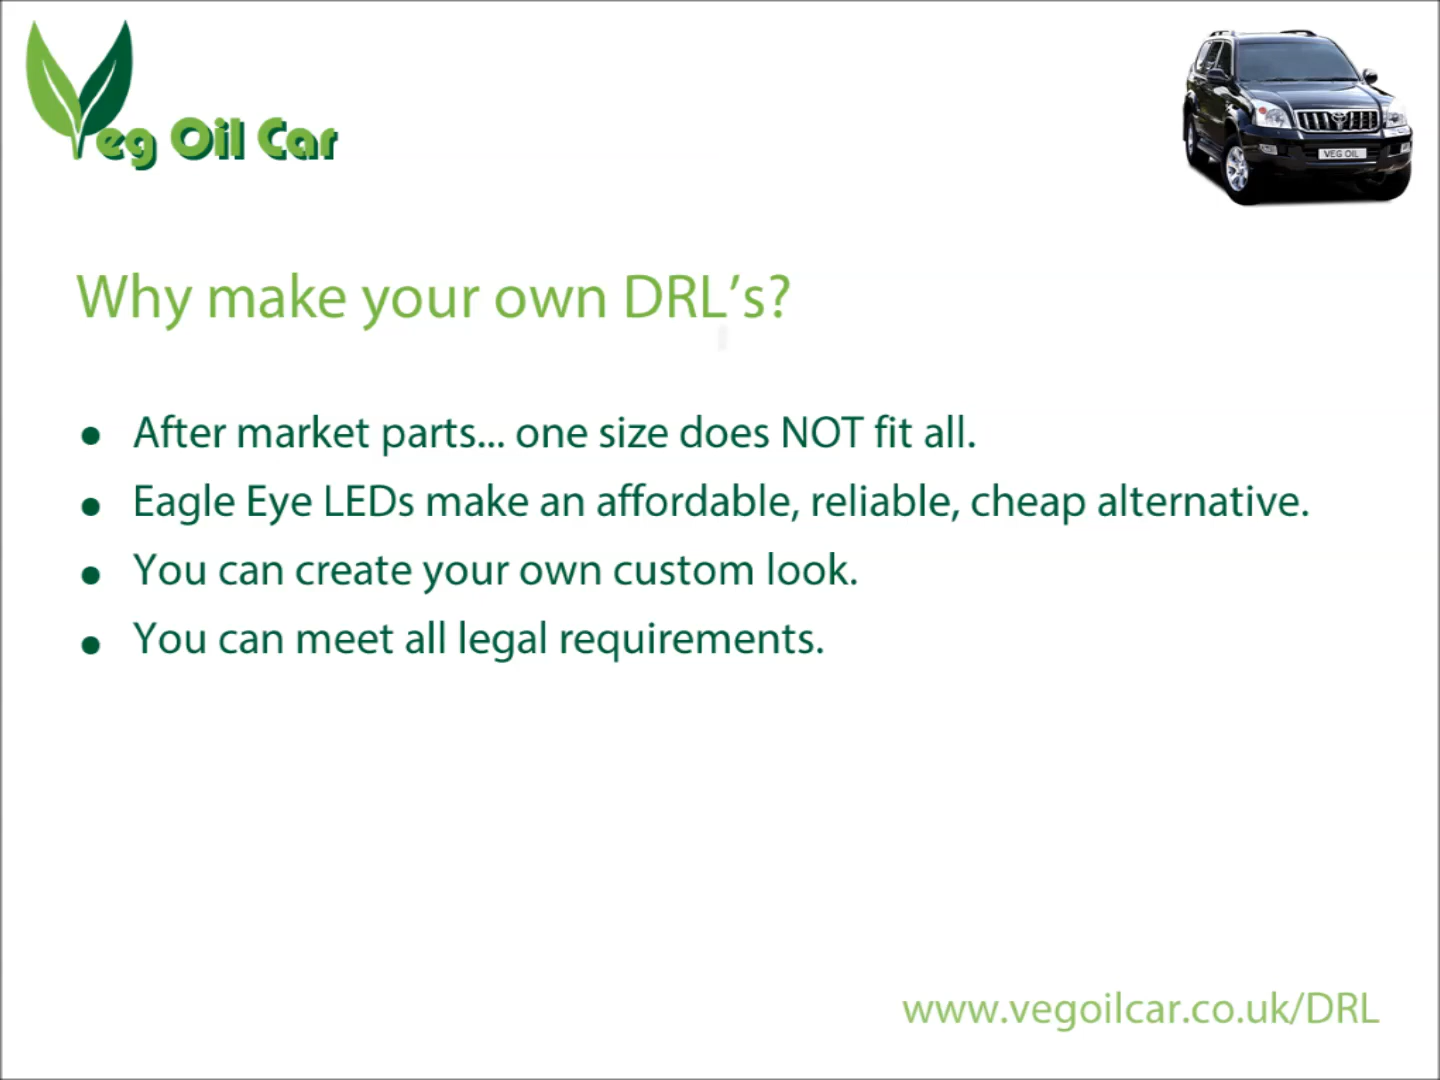 Veg Oil Car
VEG OIL
Why make your own DRL's?
• After market parts... one size does NOT fit all.
• Eagle Eye LEDs make an affordable, reliable, cheap alternative.
• You can create your own custom look.
• You can meet all legal requirements.
www.vegoilcar.co.uk/DRL